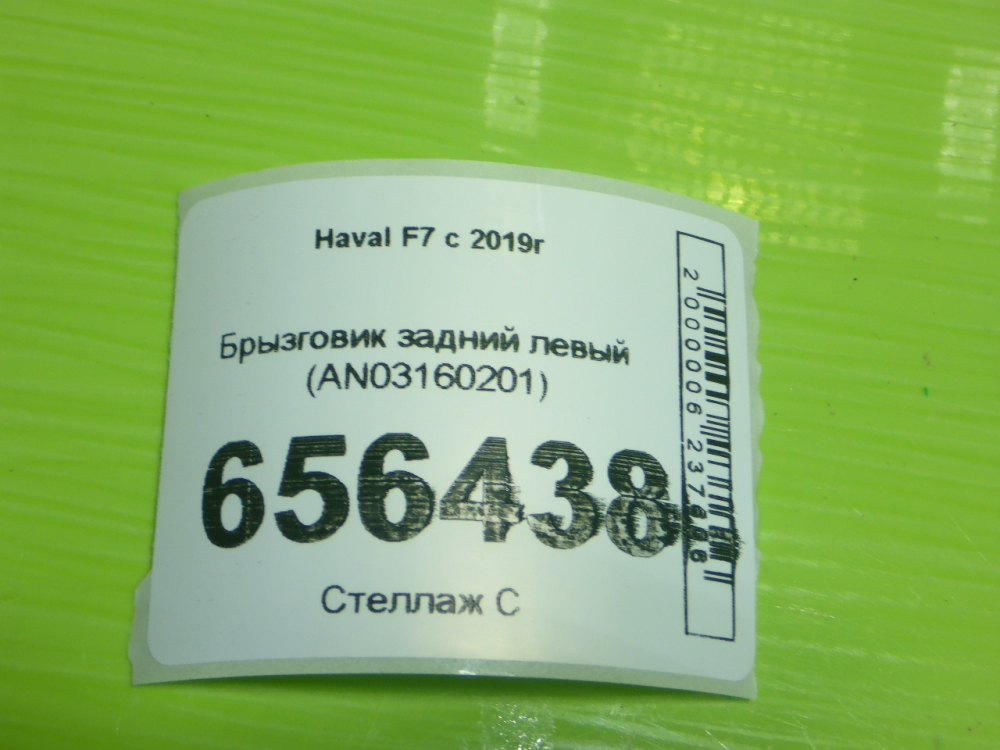 Haval F7 с 2019г
Брызговик задний левый
(AN03160201)
656438
Стеллаж С